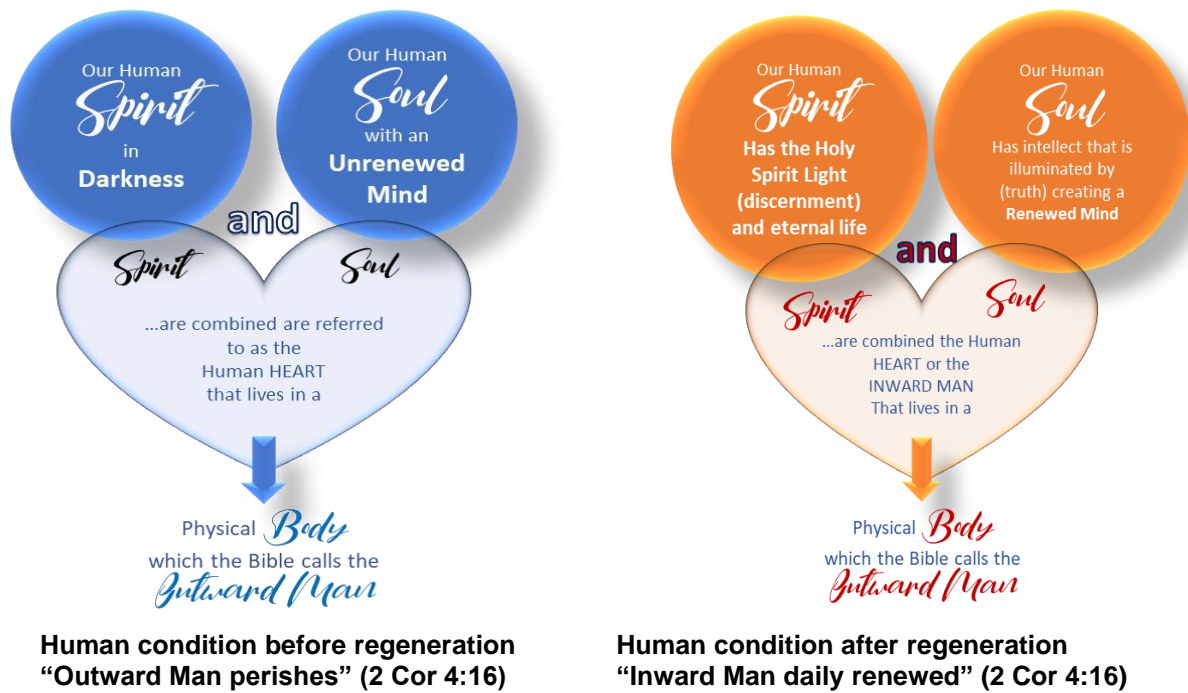 Our Human
Spirit
in
Darkness
Our Human
Soul
with an
Unrenewed
Mind
and
Spirit
Soul
...are combined are referred
to as the
Human HEART
that lives in a
Physical Body
which the Bible calls the
Outward Man
Human condition before regeneration
“Outward Man perishes” (2 Cor 4:16)
Our Human
Spirit
Has the Holy
Spirit Light
(discernment)
and eternal life
Our Human
Soul
Has intellect that is
illuminated by
(truth) creating a
Renewed Mind
and
Spirit
Soul
...are combined the Human
HEART or the
INWARD MAN
That lives in a
Physical Body
which the Bible calls the
Outward Man
Human condition after regeneration
“Inward Man daily renewed” (2 Cor 4:16)